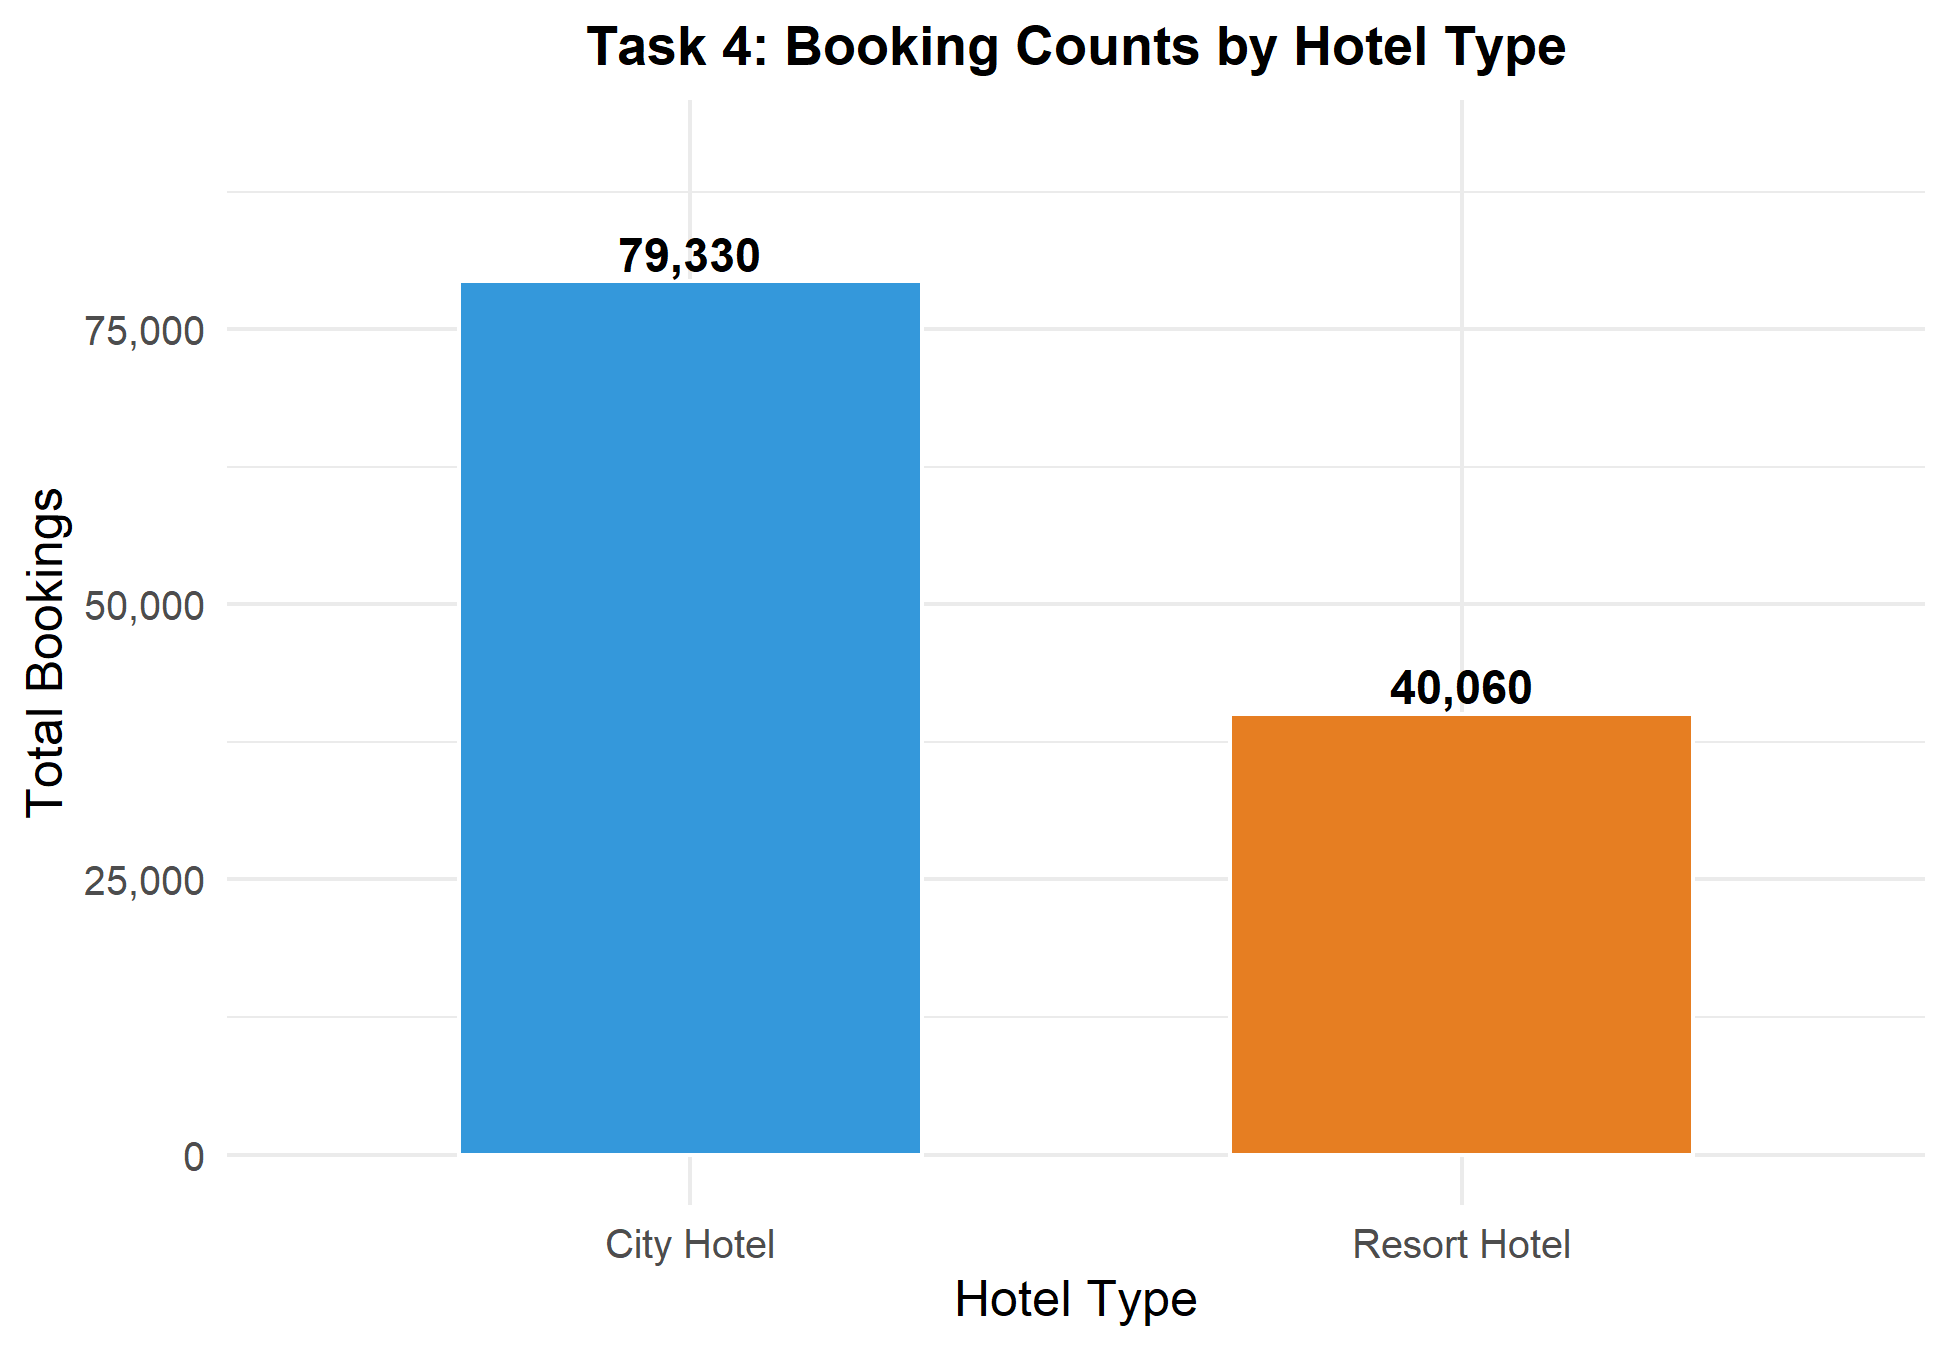 Task 4: Booking Counts by Hotel Type
79,330
75,000
50,000
40,060
25,000
0
Total Bookings
City Hotel
Resort Hotel
Hotel Type